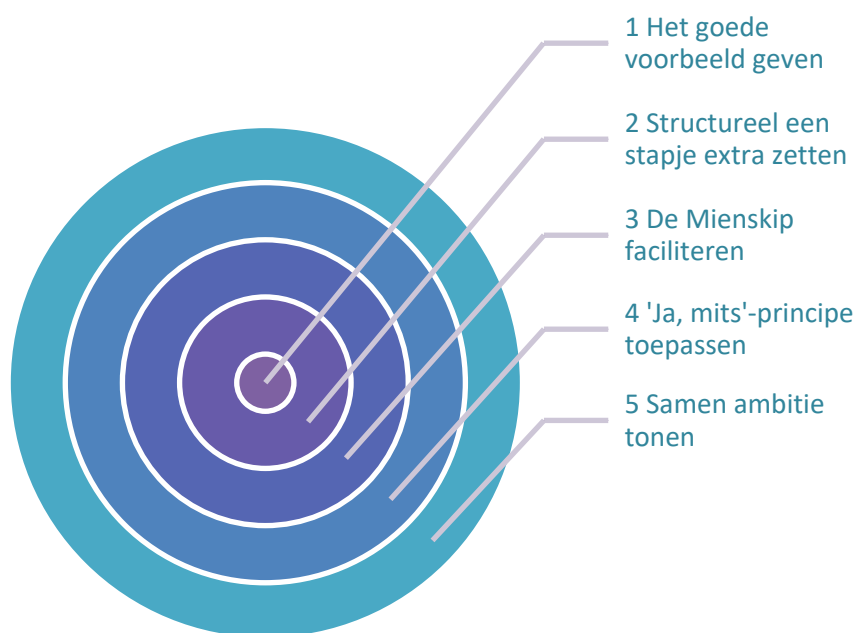 1 Het goede
voorbeeld geven
2 Structureel een
stapje extra zetten
3 De Mienskip
faciliteren
4 'Ja, mits'-principe
toepassen
5 Samen ambitie
tonen